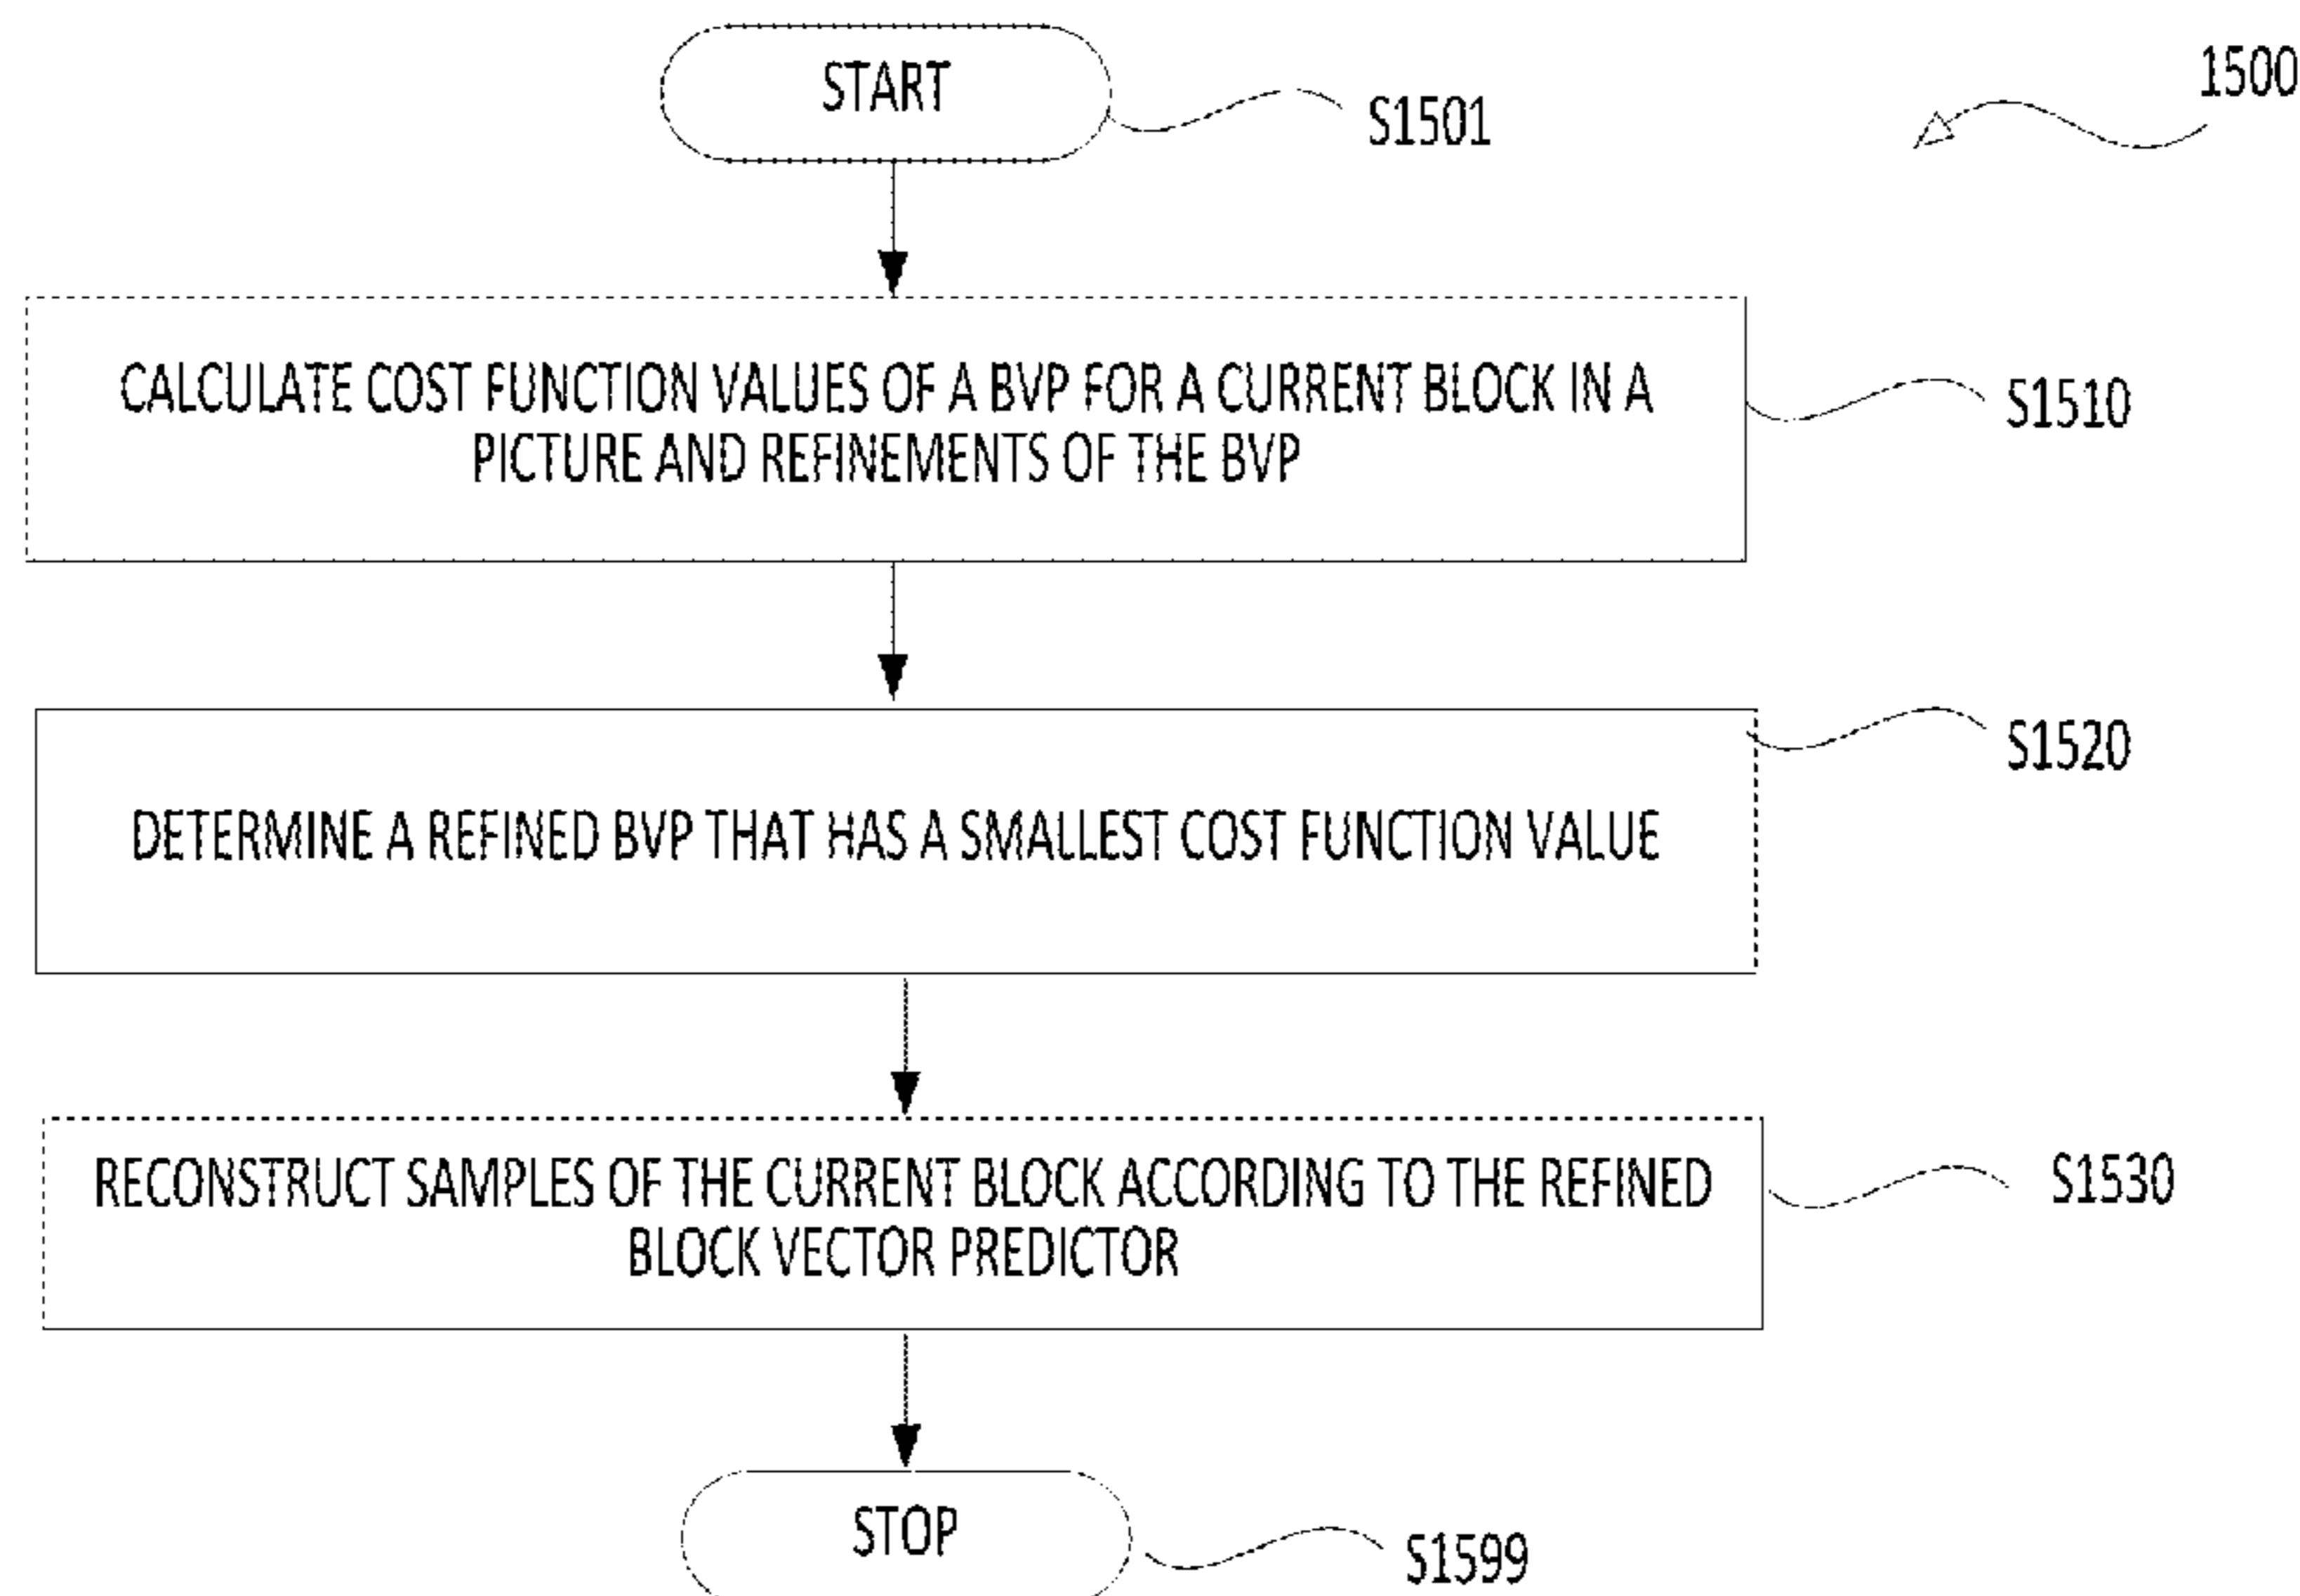 START
S1501
1500
CALCULATE COST FUNCTION VALUES OF A BVP FOR A CURRENT BLOCK IN A
PICTURE AND REFINEMENTS OF THE BVP
S1510
S1520
DETERMINE A REFINED BVP THAT HAS A SMALLEST COST FUNCTION VALUE
RECONSTRUCT SAMPLES OF THE CURRENT BLOCK ACCORDING TO THE REFINED
BLOCK VECTOR PREDICTOR
S1530
STOP
S1599